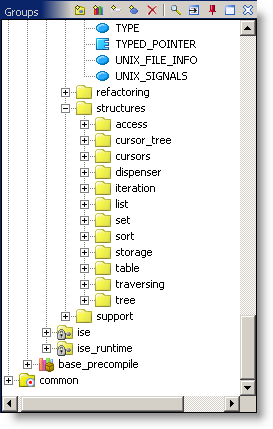 Groups
TYPE
TYPED_POINTER
UNIX_FILE_INFO
UNIX_SIGNALS
refactoring
structures
access
cursor_tree
cursors
dispenser
iteration
list
set
sort
storage
table
traversing
tree
support
ise
ise_runtime
base_precompile
common